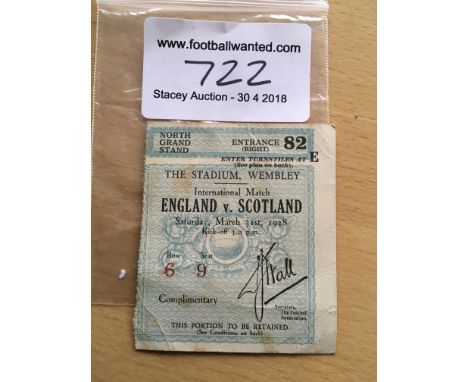 www.footballwanted.com
722
Stacey Auction - 30 4 2018
NORTH GRAND STAND
ENTRANCE 82
(RIGHT)
ENTER TURNSTILES AT E
(See plan on back).
THE STADIUM, WEMBLEY
International Match
ENGLAND v. SCOTLAND
Saturday, March 31st, 1928
Kick-off 3.0 p.m.
Row Seat
6 9
Complimentary
Wall
Secretary,
The Football
Association.
THIS PORTION TO BE RETAINED
(See Conditions on back)